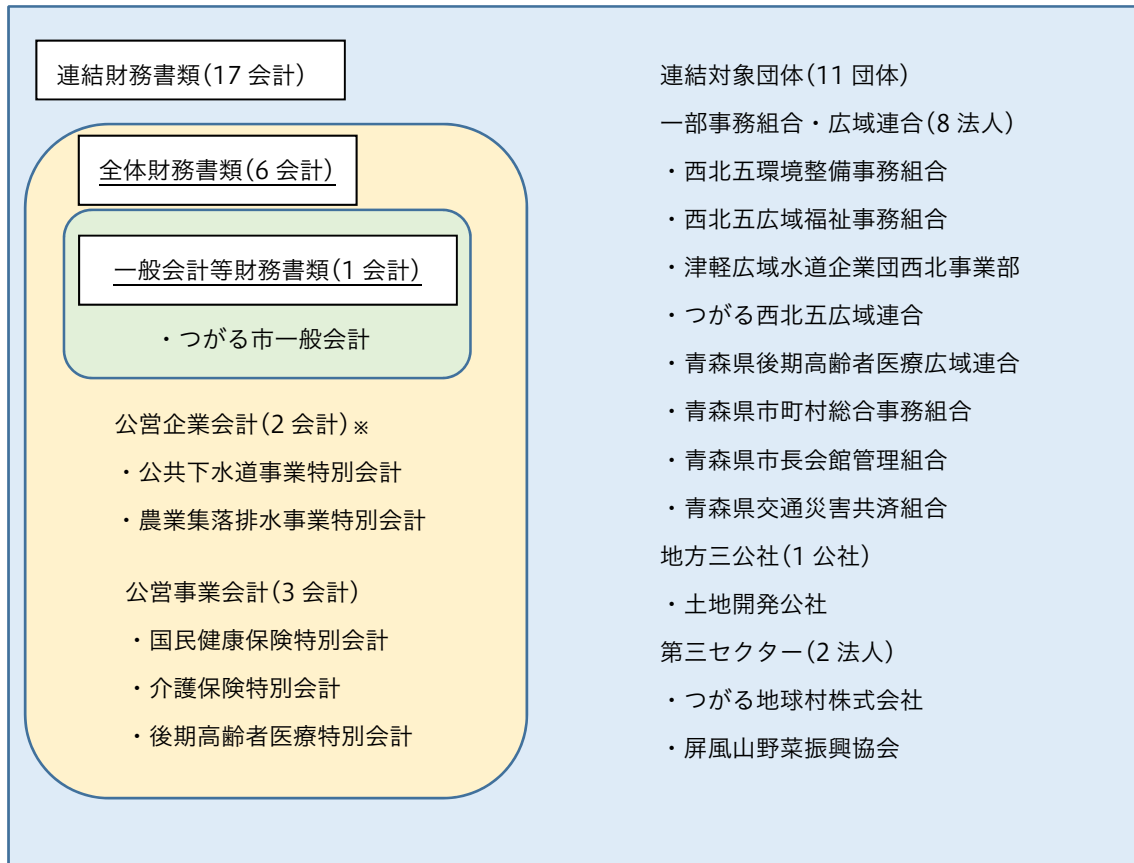 連結財務書類(17 会計)
全体財務書類(6 会計)
一般会計等財務書類(1 会計)
・つがる市一般会計
公営企業会計(2 会計)※
・公共下水道事業特別会計
・農業集落排水事業特別会計
公営事業会計(3 会計)
・国民健康保険特別会計
・介護保険特別会計
・後期高齢者医療特別会計
連結対象団体(11 団体)
一部事務組合・広域連合(8 法人)
・西北五環境整備事務組合
・西北五広域福祉事務組合
・津軽広域水道企業団西北事業部
・つがる西北五広域連合
・青森県後期高齢者医療広域連合
・青森県市町村総合事務組合
・青森県市長会館管理組合
・青森県交通災害共済組合
地方三公社(1 公社)
・土地開発公社
第三セクター(2 法人)
・つがる地球村株式会社
・屏風山野菜振興協会